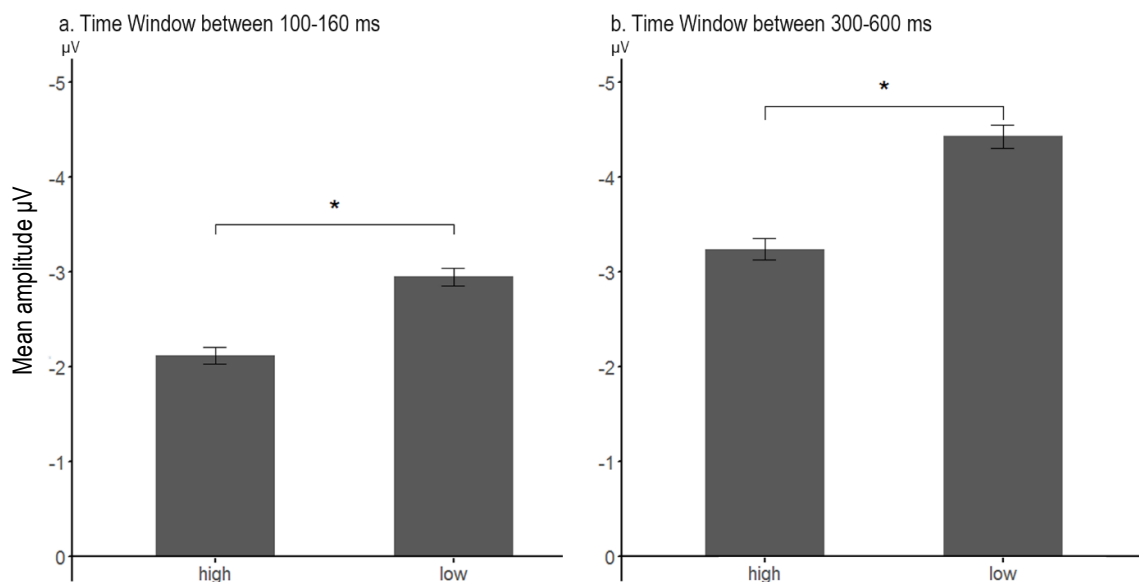 a. Time Window between 100-160 ms
µV
-5
-4
-3
-2
-1
0
Mean amplitude µV
*
high
low
b. Time Window between 300-600 ms
µV
-5
-4
-3
-2
-1
0
*
high
low